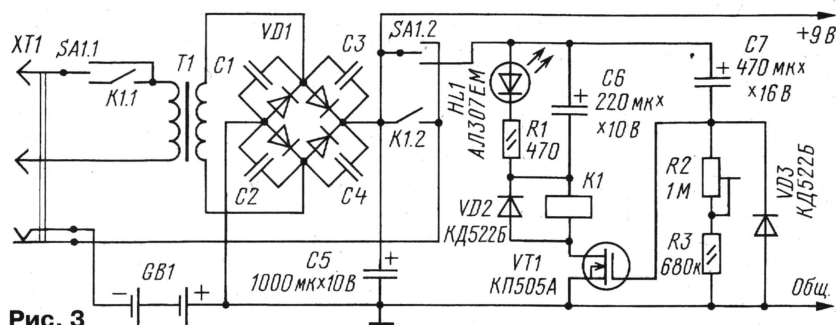 XT1
SA1.1
K1.1
T1
C1
VD1
C3
C2
C4
SA1.2
K1.2
HL1
АЛ307ЕМ
R1
470
C6
220 мк×
×10 В
C7
470 мк×
×16 В
+9 В
K1
VD2
КД522Б
R2
1М
R3
680к
VD3
КД522Б
VT1
КП505А
C5
1000 мк×10В
+
+
+
GB1
−
+
Общ.
Рис. 3